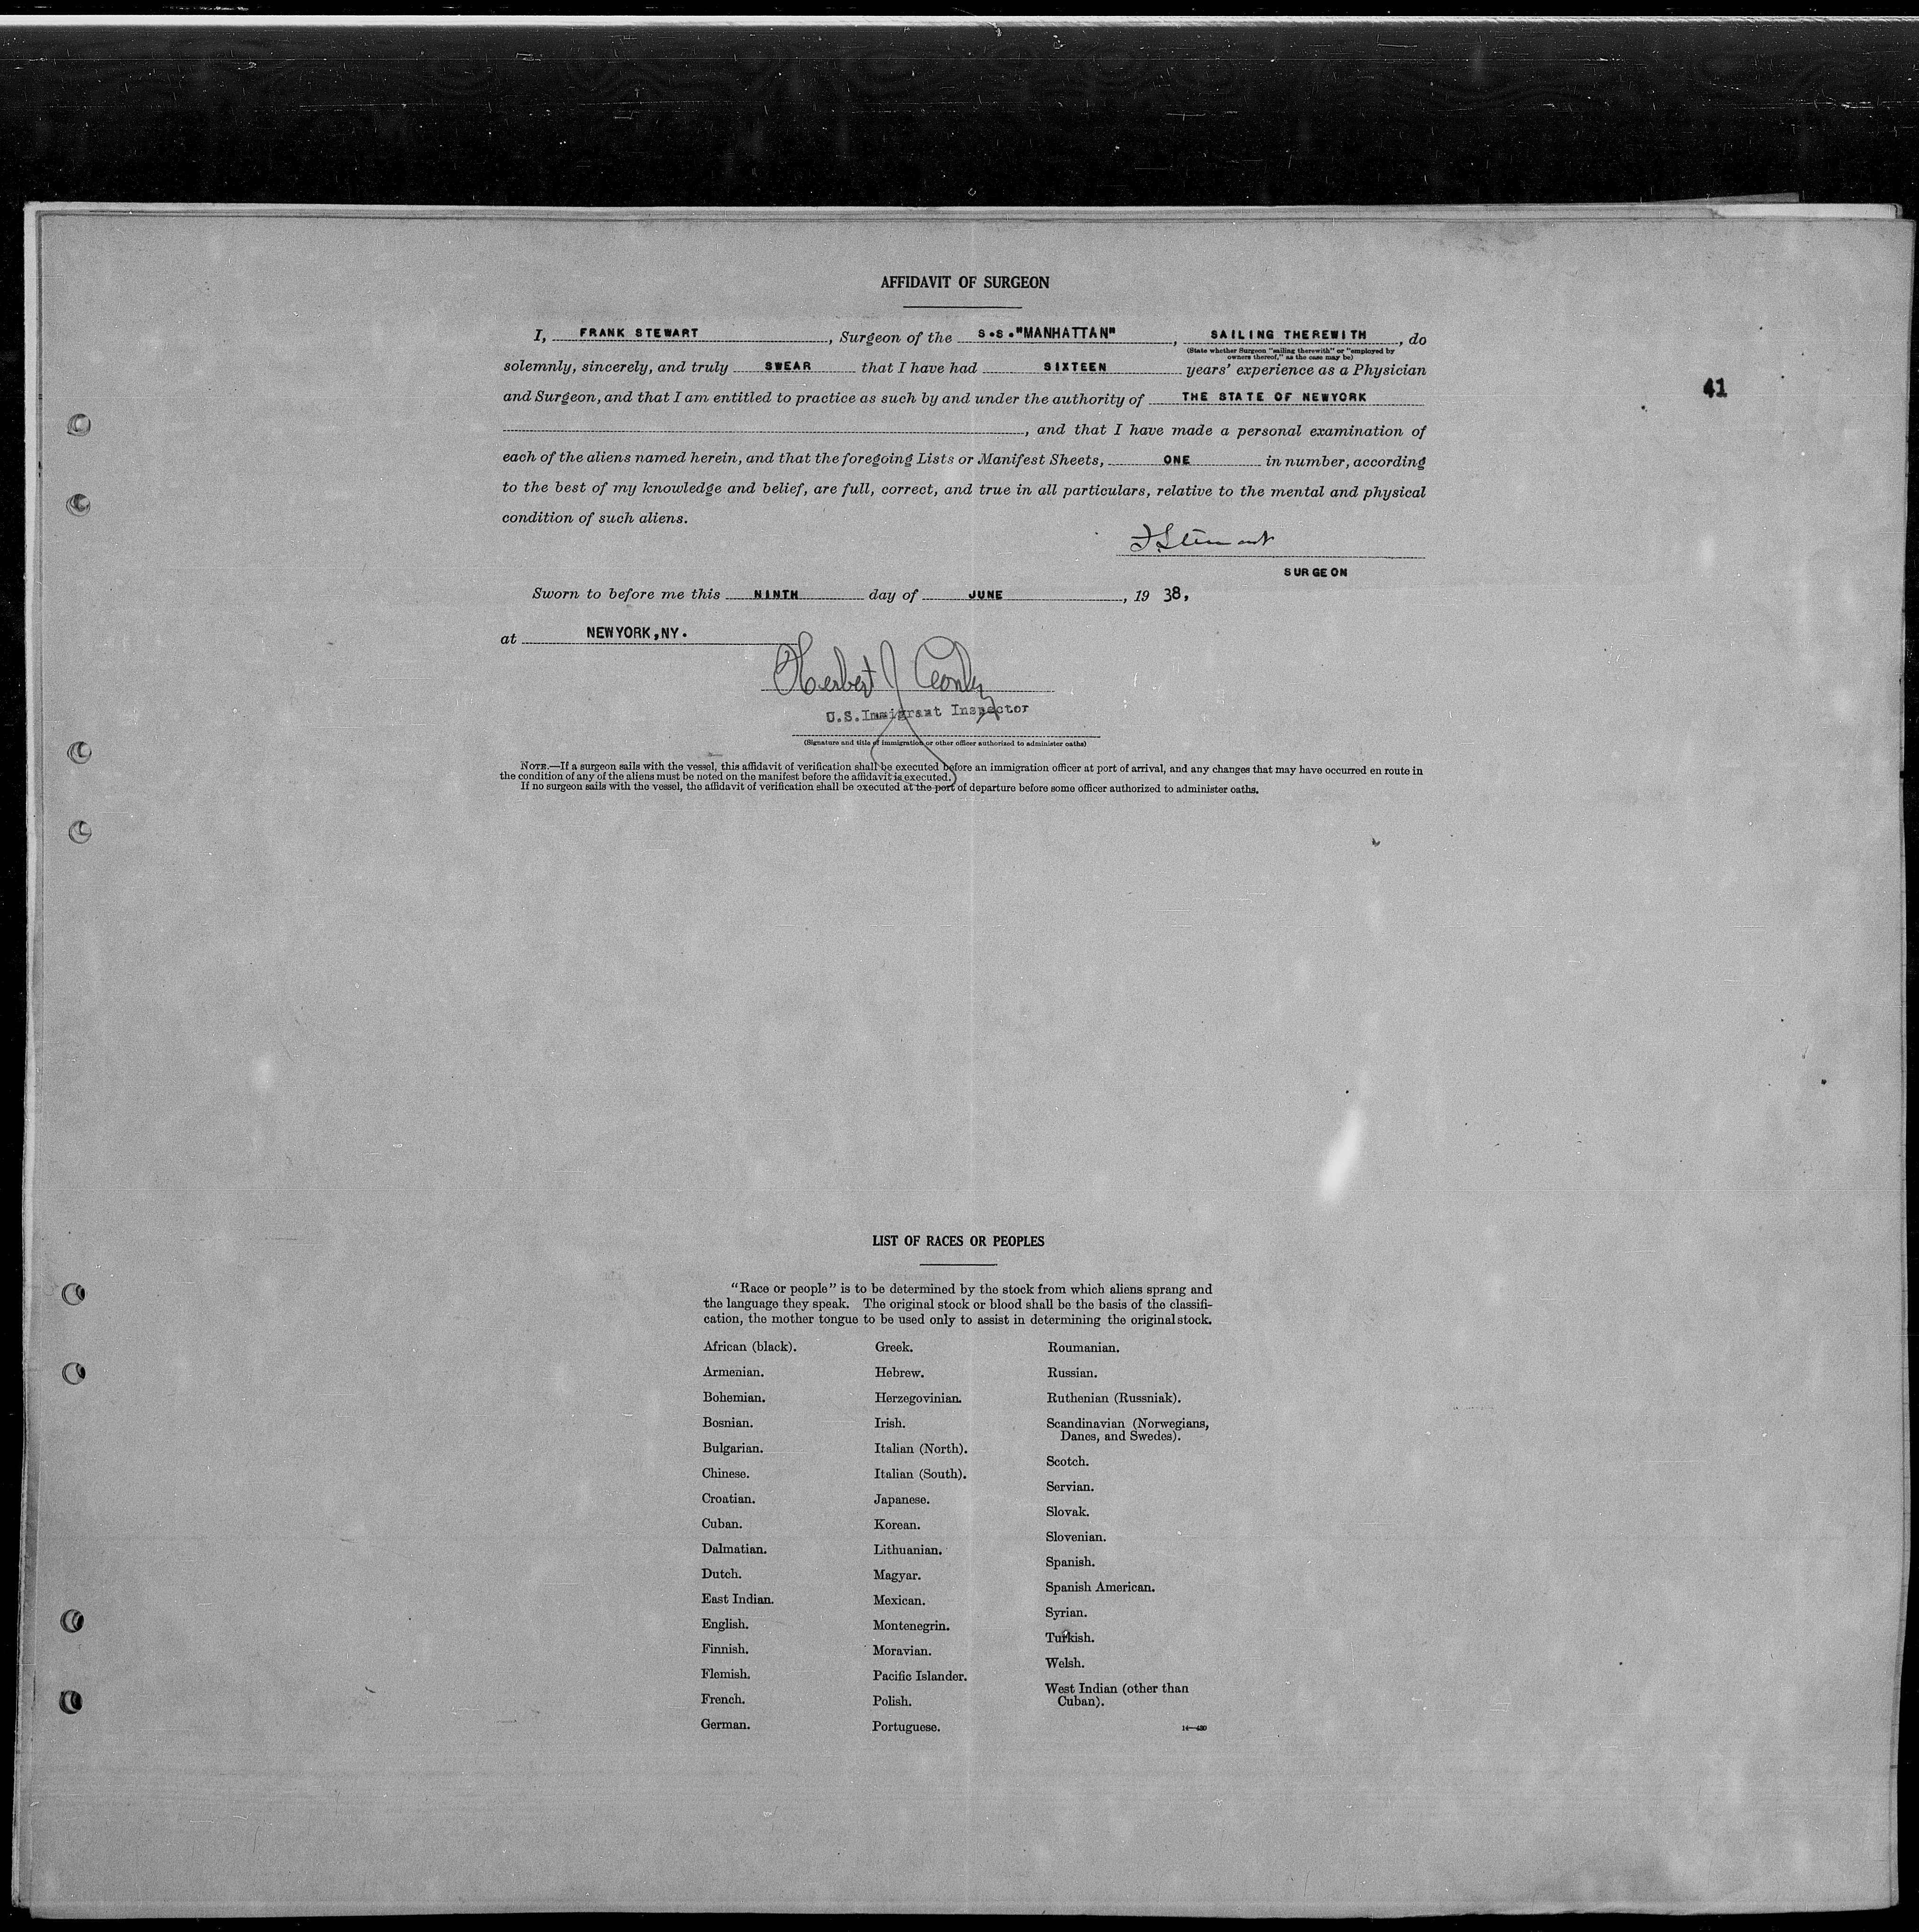 AFFIDAVIT OF SURGEON
I, FRANK STEWART, Surgeon of the S.S."MANHATTAN", SAILING THEREWITH, do
(State whether Surgeon "sailing therewith" or "employed by
owners thereof," as the case may be)
solemnly, sincerely, and truly SWEAR that I have had SIXTEEN years' experience as a Physician
41
and Surgeon, and that I am entitled to practice as such by and under the authority of THE STATE OF NEWYORK
, and that I have made a personal examination of
each of the aliens named herein, and that the foregoing Lists or Manifest Sheets, ONE in number, according
to the best of my knowledge and belief, are full, correct, and true in all particulars, relative to the mental and physical
condition of such aliens.
F. Stewart
SURGEON
Sworn to before me this NINTH day of JUNE, 19 38,
at NEWYORK,NY.
Herbert J
U.S.Immigrant Inspector
(Signature and title of immigration or other officer authorized to administer oaths)
NOTE.—If a surgeon sails with the vessel, this affidavit of verification shall be executed before an immigration officer at port of arrival, and any changes that may have occurred en route in
the condition of any of the aliens must be noted on the manifest before the affidavit is executed.
If no surgeon sails with the vessel, the affidavit of verification shall be executed at the port of departure before some officer authorized to administer oaths.
LIST OF RACES OR PEOPLES
"Race or people" is to be determined by the stock from which aliens sprang and
the language they speak. The original stock or blood shall be the basis of the classifi-
cation, the mother tongue to be used only to assist in determining the original stock.
African (black).
Armenian.
Bohemian.
Bosnian.
Bulgarian.
Chinese.
Croatian.
Cuban.
Dalmatian.
Dutch.
East Indian.
English.
Finnish.
Flemish.
French.
German.
Greek.
Hebrew.
Herzegovinian.
Irish.
Italian (North).
Italian (South).
Japanese.
Korean.
Lithuanian.
Magyar.
Mexican.
Montenegrin.
Moravian.
Pacific Islander.
Polish.
Portuguese.
Roumanian.
Russian.
Ruthenian (Russniak).
Scandinavian (Norwegians,
Danes, and Swedes).
Scotch.
Servian.
Slovak.
Slovenian.
Spanish.
Spanish American.
Syrian.
Turkish.
Welsh.
West Indian (other than
Cuban).
14—430